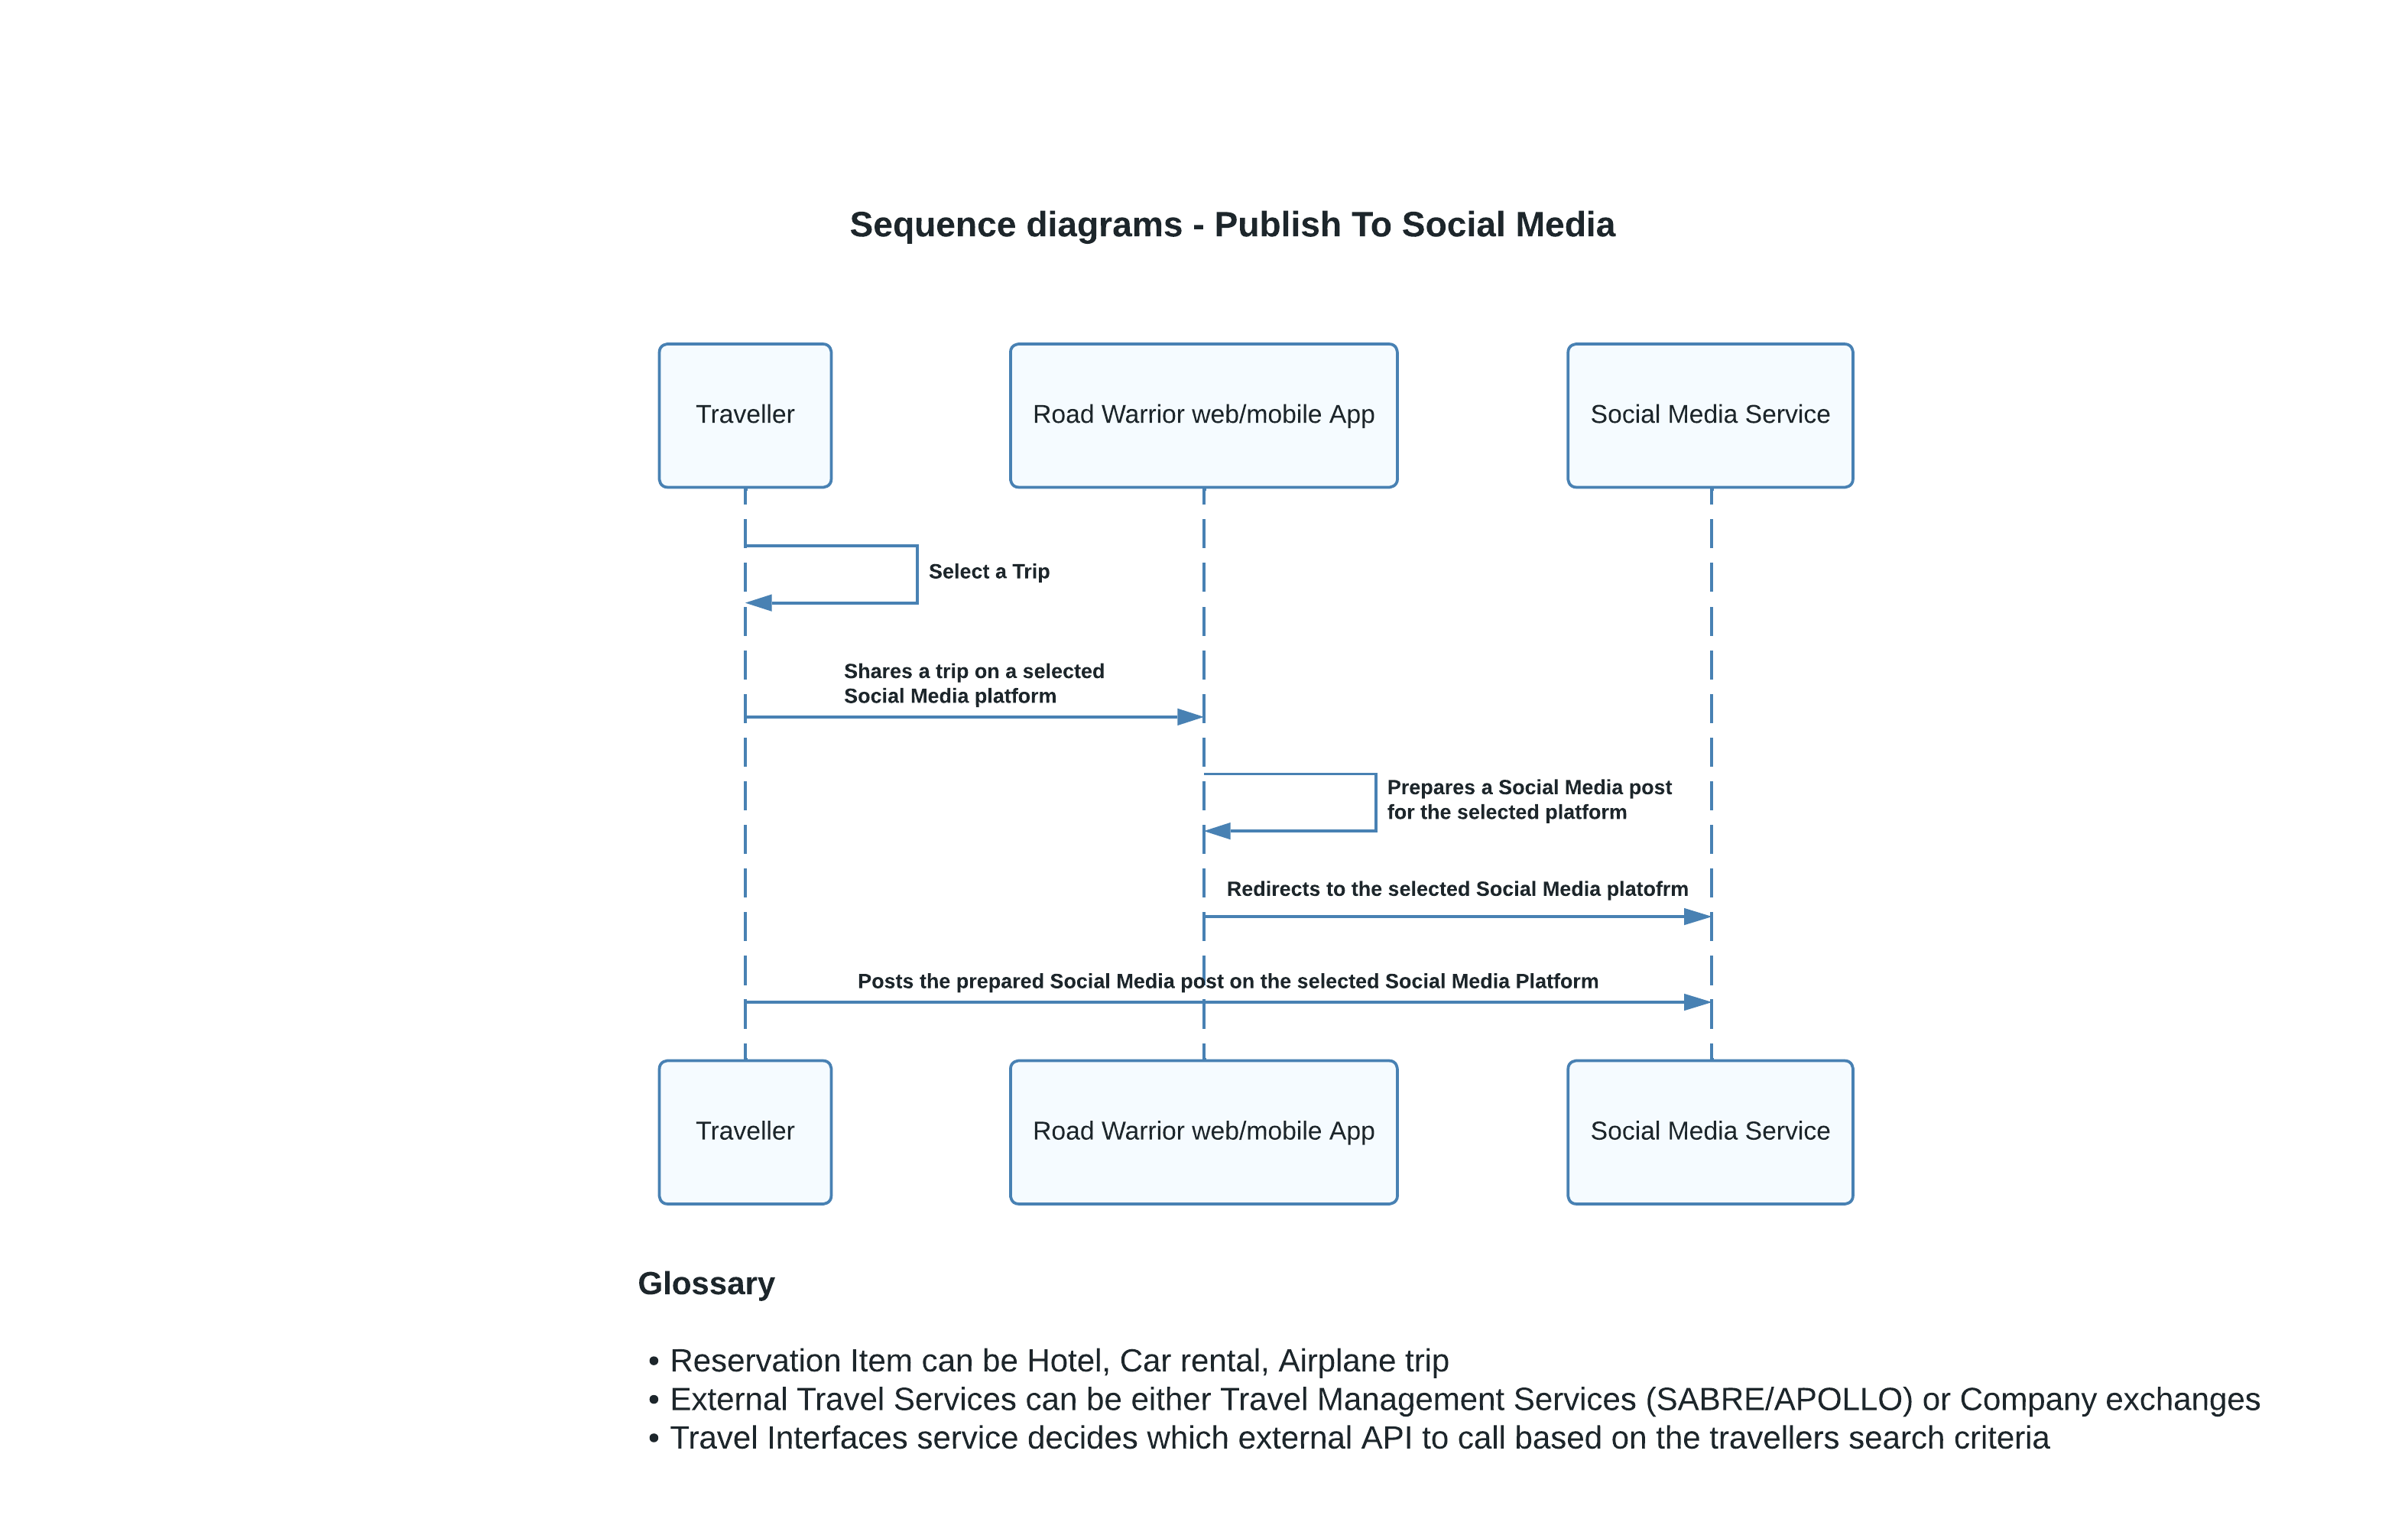 Sequence diagrams - Publish To Social Media
Traveller
Road Warrior web/mobile App
Social Media Service
Select a Trip
Shares a trip on a selected
Social Media platform
Prepares a Social Media post
for the selected platform
Redirects to the selected Social Media platofrm
Posts the prepared Social Media post on the selected Social Media Platform
Traveller
Road Warrior web/mobile App
Social Media Service
Glossary
• Reservation Item can be Hotel, Car rental, Airplane trip
• External Travel Services can be either Travel Management Services (SABRE/APOLLO) or Company exchanges
• Travel Interfaces service decides which external API to call based on the travellers search criteria